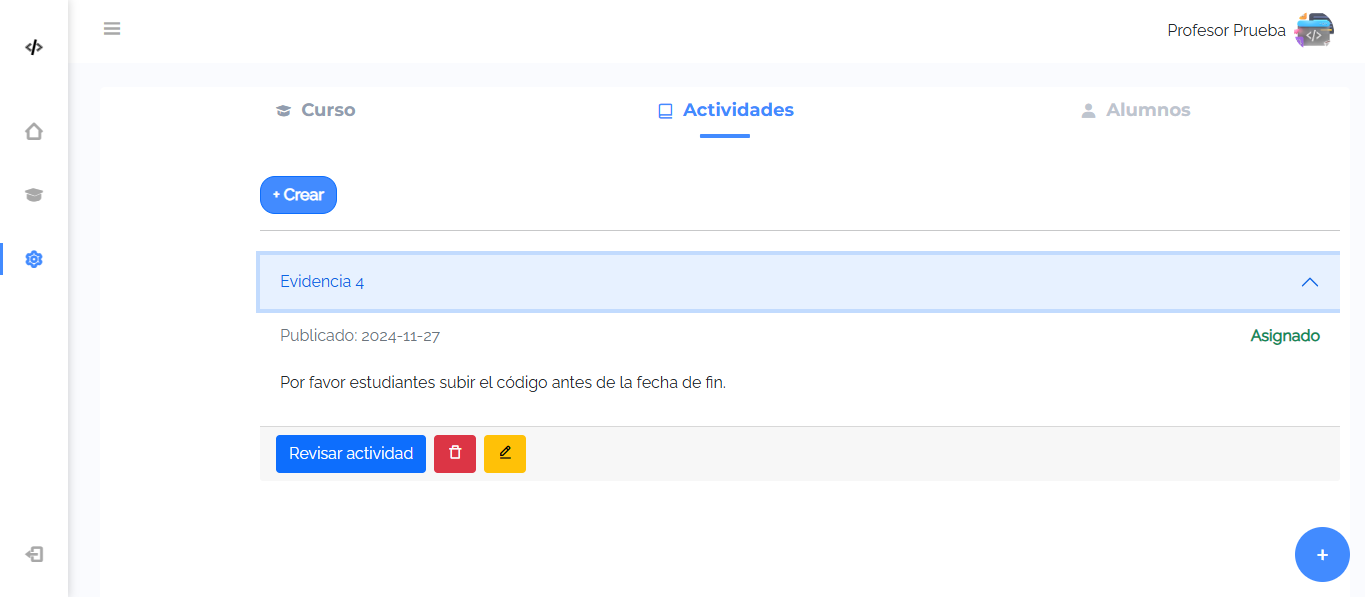 Profesor Prueba
Curso
Actividades
Alumnos
+ Crear
Evidencia 4
Publicado: 2024-11-27
Asignado
Por favor estudiantes subir el código antes de la fecha de fin.
Revisar actividad
+